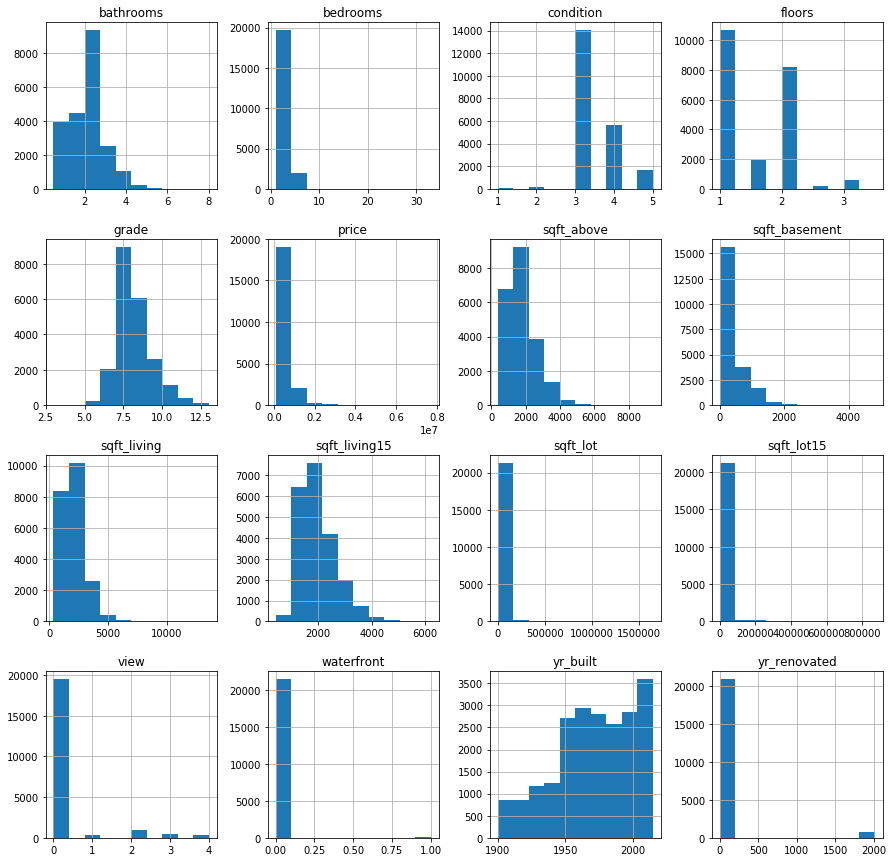 bathrooms
8000
6000
4000
2000
0
2 4 6 8
bedrooms
20000
15000
10000
5000
0
0 10 20 30
condition
14000
12000
10000
8000
6000
4000
2000
0
1 2 3 4 5
floors
10000
8000
6000
4000
2000
0
1 2 3
grade
8000
6000
4000
2000
0
2.5 5.0 7.5 10.0 12.5
price
20000
15000
10000
5000
0
0.0 0.2 0.4 0.6 0.8
1e7
sqft_above
8000
6000
4000
2000
0
0 2000 4000 6000 8000
sqft_basement
15000
12500
10000
7500
5000
2500
0
0 2000 4000
sqft_living
10000
8000
6000
4000
2000
0
5000 10000
sqft_living15
7000
6000
5000
4000
3000
2000
1000
0
2000 4000 6000
sqft_lot
20000
15000
10000
5000
0
0 500000 1000000 1500000
sqft_lot15
20000
15000
10000
5000
0
0 200000 400000 600000 800000
view
20000
15000
10000
5000
0
0 1 2 3 4
waterfront
20000
15000
10000
5000
0
0.00 0.25 0.50 0.75 1.00
yr_built
3500
3000
2500
2000
1500
1000
500
0
1900 1950 2000
yr_renovated
20000
15000
10000
5000
0
0 500 1000 1500 2000